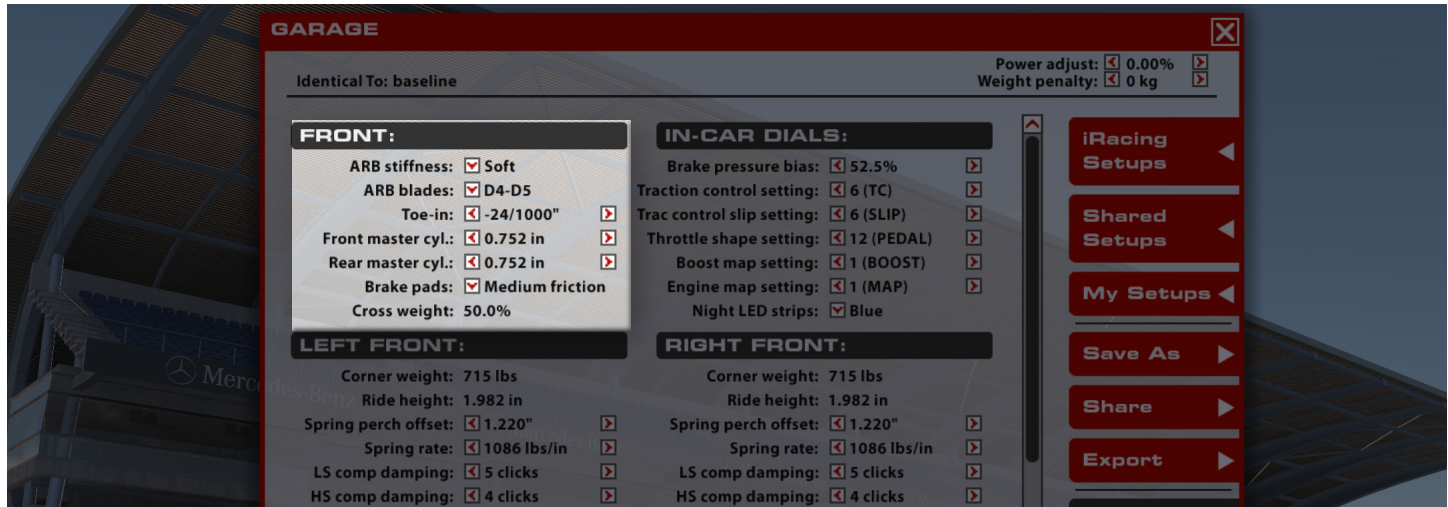 GARAGE
Identical To: baseline
Power adjust: 0.00%
Weight penalty: 0 kg
FRONT:
ARB stiffness: Soft
ARB blades: D4-D5
Toe-in: -24/1000"
Front master cyl.: 0.752 in
Rear master cyl.: 0.752 in
Brake pads: Medium friction
Cross weight: 50.0%
IN-CAR DIALS:
Brake pressure bias: 52.5%
Traction control setting: 6 (TC)
Trac control slip setting: 6 (SLIP)
Throttle shape setting: 12 (PEDAL)
Boost map setting: 1 (BOOST)
Engine map setting: 1 (MAP)
Night LED strips: Blue
LEFT FRONT:
Corner weight: 715 lbs
Ride height: 1.982 in
Spring perch offset: 1.220"
Spring rate: 1086 lbs/in
LS comp damping: 5 clicks
HS comp damping: 4 clicks
RIGHT FRONT:
Corner weight: 715 lbs
Ride height: 1.982 in
Spring perch offset: 1.220"
Spring rate: 1086 lbs/in
LS comp damping: 5 clicks
HS comp damping: 4 clicks
iRacing
Setups
Shared
Setups
My Setups
Save As
Share
Export
Mercedes-Benz